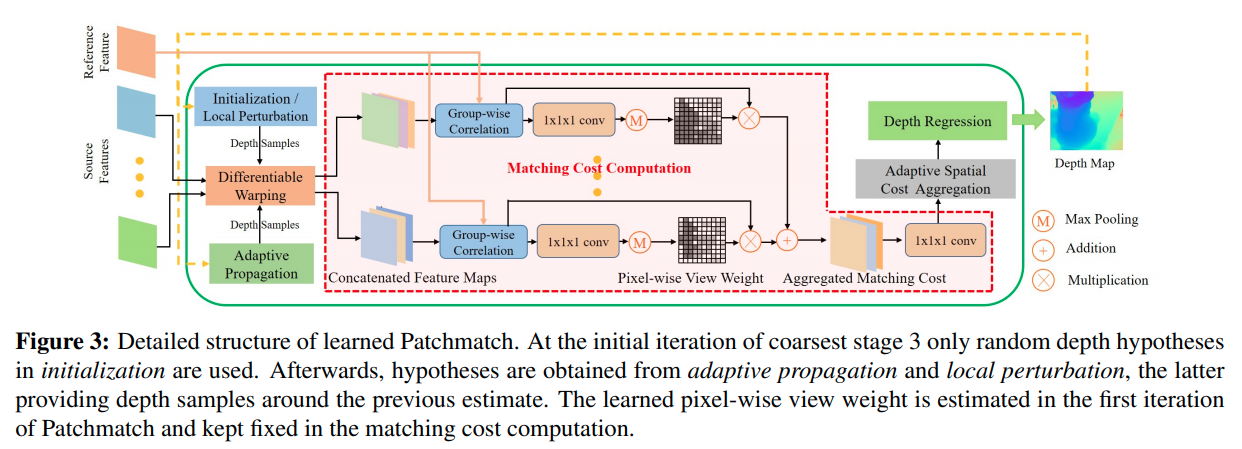 Reference
Feature
Source
Features
Initialization /
Local Perturbation
Depth Samples
Differentiable
Warping
Depth Samples
Adaptive
Propagation
Group-wise
Correlation
1x1x1 conv
M
Matching Cost Computation
Group-wise
Correlation
1x1x1 conv
M
Concatenated Feature Maps
Pixel-wise View Weight
Aggregated Matching Cost
1x1x1 conv
Adaptive Spatial
Cost Aggregation
Depth Regression
Depth Map
M Max Pooling
+ Addition
× Multiplication
Figure 3: Detailed structure of learned Patchmatch. At the initial iteration of coarsest stage 3 only random depth hypotheses
in initialization are used. Afterwards, hypotheses are obtained from adaptive propagation and local perturbation, the latter
providing depth samples around the previous estimate. The learned pixel-wise view weight is estimated in the first iteration
of Patchmatch and kept fixed in the matching cost computation.